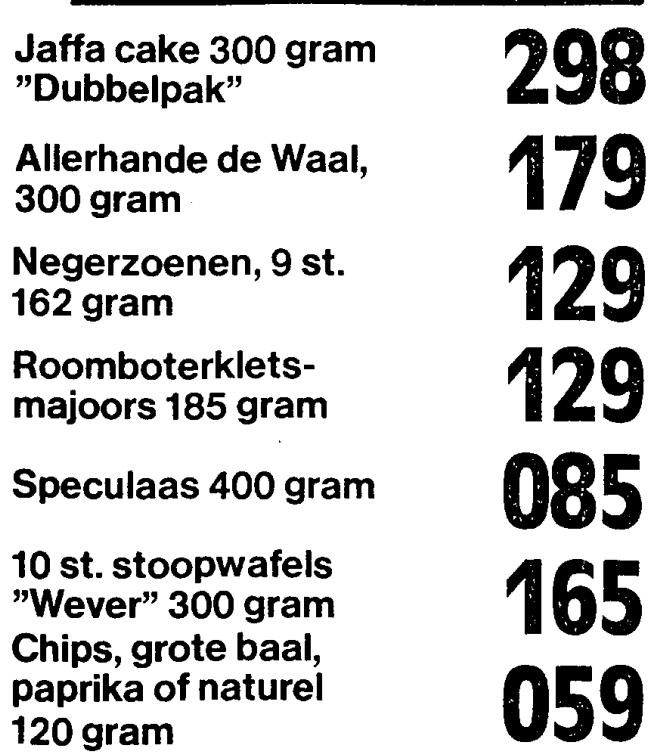 Jaffa cake 300 gram
”Dubbelpak” 298
Allerhande de Waal,
300 gram 179
Negerzoenen, 9 st.
162 gram 129
Roomboterklets-
majoors 185 gram 129
Speculaas 400 gram 085
10 st. stoopwafels
”Wever” 300 gram 165
Chips, grote baal,
paprika of naturel
120 gram 059